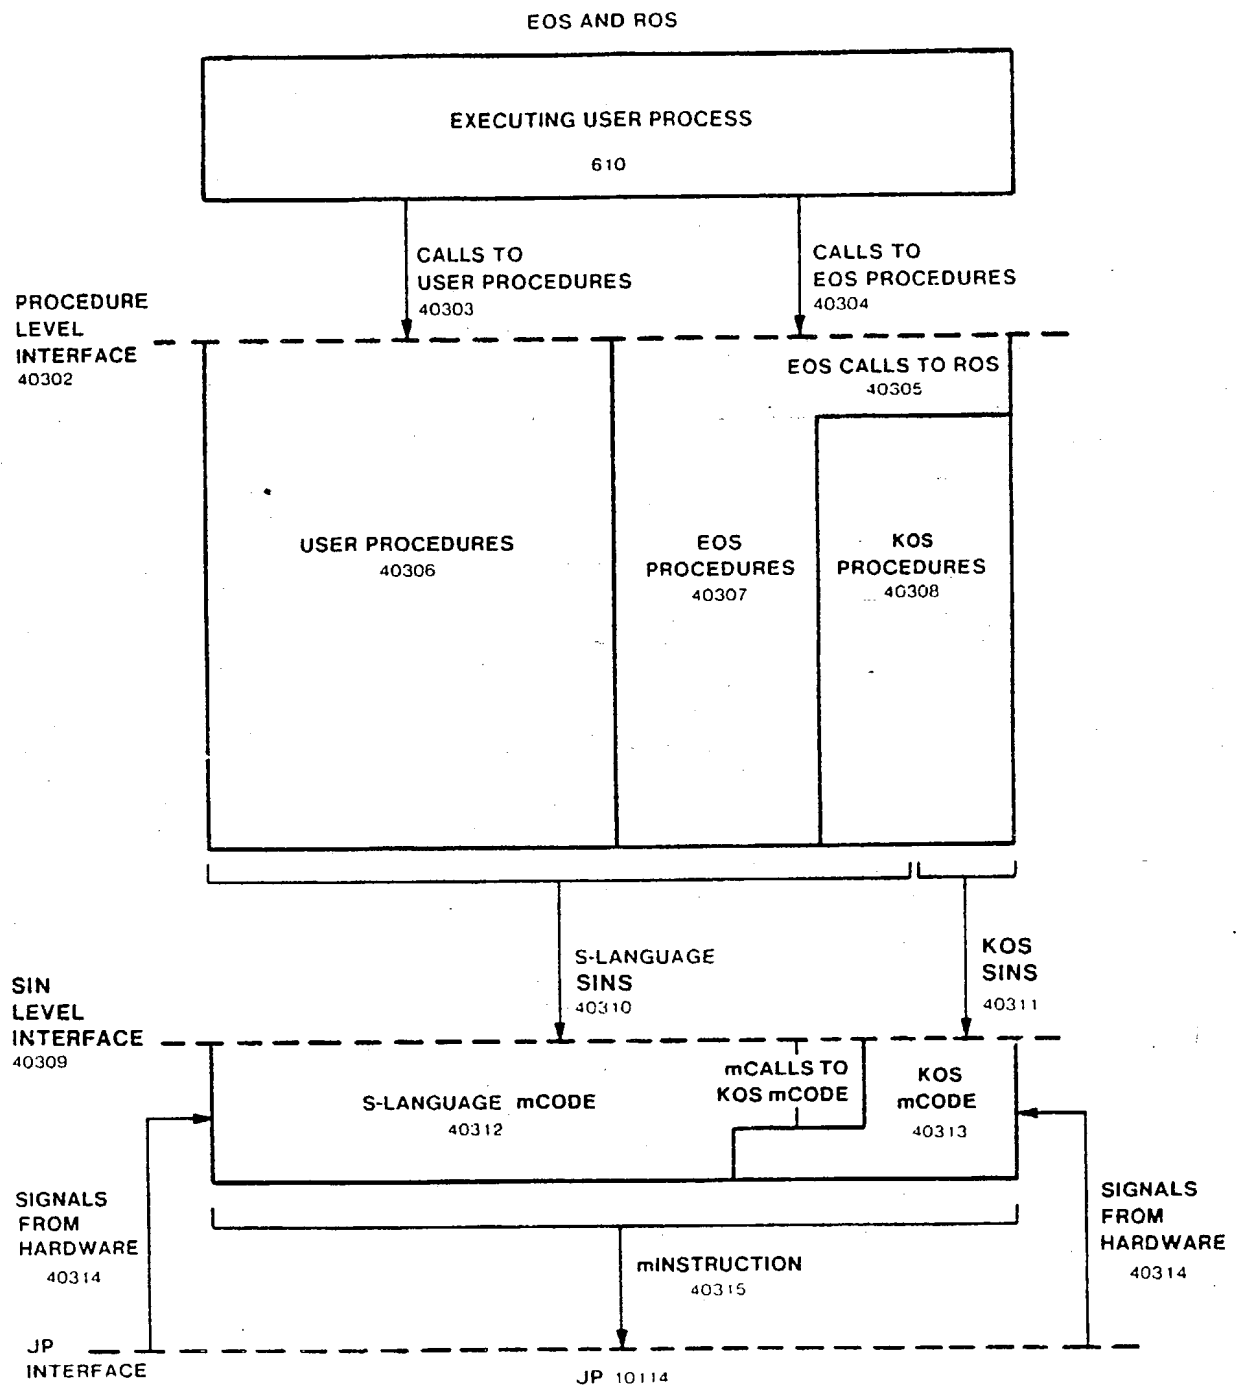 EOS AND ROS
EXECUTING USER PROCESS
610
CALLS TO
USER PROCEDURES
40303
CALLS TO
EOS PROCEDURES
40304
PROCEDURE
LEVEL
INTERFACE
40302
EOS CALLS TO ROS
40305
USER PROCEDURES
40306
EOS
PROCEDURES
40307
KOS
PROCEDURES
40308
S-LANGUAGE
SINS
40310
KOS
SINS
40311
SIN
LEVEL
INTERFACE
40309
S-LANGUAGE mCODE
40312
mCALLS TO
KOS mCODE
KOS
mCODE
40313
SIGNALS
FROM
HARDWARE
40314
mINSTRUCTION
40315
SIGNALS
FROM
HARDWARE
40314
JP
INTERFACE
JP 10114